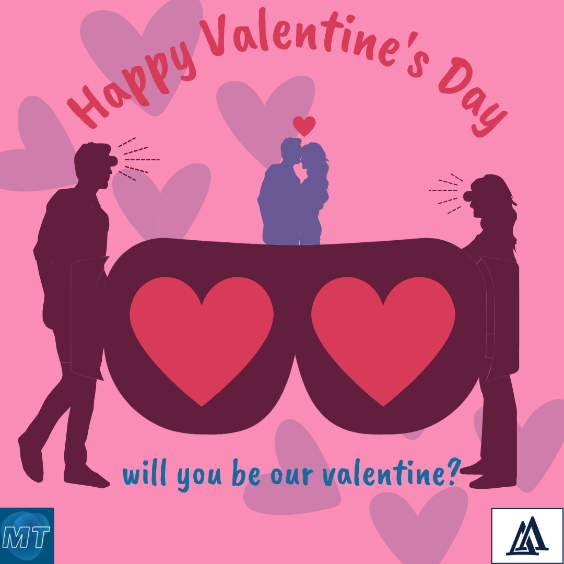 Happy Valentine's Day
will you be our valentine?
MT